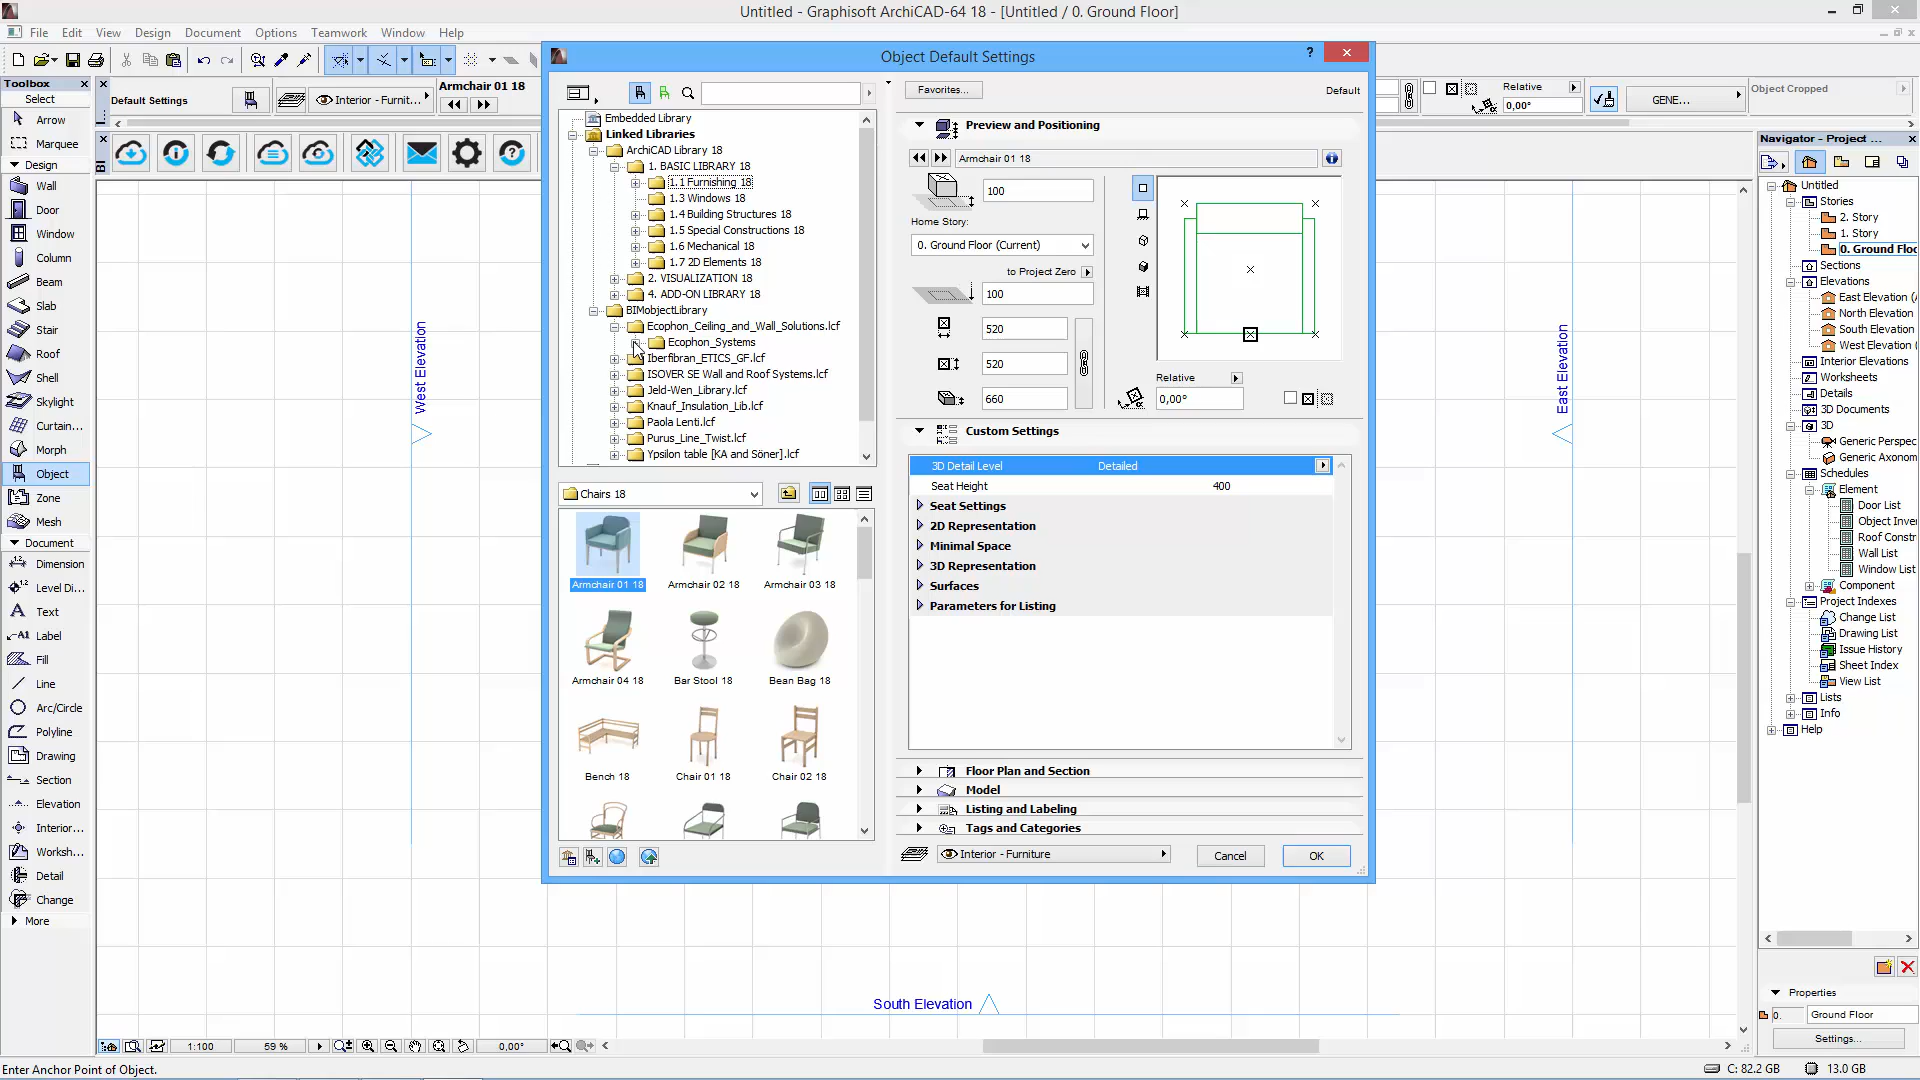 Untitled - Graphisoft ArchiCAD-64 18 - [Untitled / 0. Ground Floor]
File Edit View Design Document Options Teamwork Window Help
Toolbox
Select
Arrow
Marquee
Design
Wall
Door
Window
Column
Beam
Slab
Stair
Roof
Shell
Skylight
Curtain...
Morph
Object
Zone
Mesh
Document
Dimension
Level Di...
Text
Label
Fill
Line
Arc/Circle
Polyline
Drawing
Section
Elevation
Interior...
Worksh...
Detail
Change
More
Default Settings
Interior - Furnit...
Armchair 01 18
West Elevation
East Elevation
South Elevation
Object Default Settings
?
Embedded Library
Linked Libraries
ArchiCAD Library 18
1. BASIC LIBRARY 18
1.1 Furnishing 18
1.3 Windows 18
1.4 Building Structures 18
1.5 Special Constructions 18
1.6 Mechanical 18
1.7 2D Elements 18
2. VISUALIZATION 18
4. ADD-ON LIBRARY 18
BIMobjectLibrary
Ecophon_Ceiling_and_Wall_Solutions.lcf
Ecophon_Systems
Iberfibran_ETICS_GF.lcf
ISOVER SE Wall and Roof Systems.lcf
Jeld-Wen_Library.lcf
Knauf_Insulation_Lib.lcf
Paola Lenti.lcf
Purus_Line_Twist.lcf
Ypsilon table [KA and Söner].lcf
Chairs 18
Armchair 01 18
Armchair 02 18
Armchair 03 18
Armchair 04 18
Bar Stool 18
Bean Bag 18
Bench 18
Chair 01 18
Chair 02 18
Favorites...
Default
Preview and Positioning
Armchair 01 18
100
Home Story:
0. Ground Floor (Current)
to Project Zero
100
520
520
660
Relative
0,00°
Custom Settings
3D Detail Level Detailed
Seat Height 400
Seat Settings
2D Representation
Minimal Space
3D Representation
Surfaces
Parameters for Listing
Floor Plan and Section
Model
Listing and Labeling
Tags and Categories
Interior - Furniture
Cancel
OK
Relative
0,00°
GENE...
Object Cropped
Navigator - Project ...
Untitled
Stories
2. Story
1. Story
0. Ground Floo
Sections
Elevations
East Elevation (A
North Elevation
South Elevation
West Elevation (
Interior Elevations
Worksheets
Details
3D Documents
3D
Generic Perspec
Generic Axonom
Schedules
Element
Door List
Object Inver
Roof Constr
Wall List
Window List
Component
Project Indexes
Change List
Drawing List
Issue History
Sheet Index
View List
Lists
Info
Help
Properties
0.
Ground Floor
Settings...
1:100
59 %
0,00°
Enter Anchor Point of Object.
C: 82.2 GB
13.0 GB